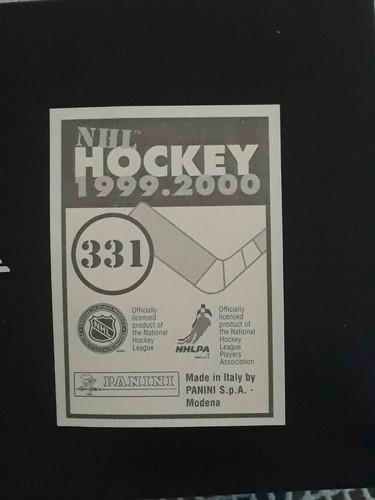 NHL
HOCKEY
1999.2000
331
Officially
licensed
product of
the National
Hockey
League
NHL
Officially
licensed
product of
the National
Hockey
League
Players
Association
NHLPA
PANINI
Made in Italy by
PANINI S.p.A. -
Modena